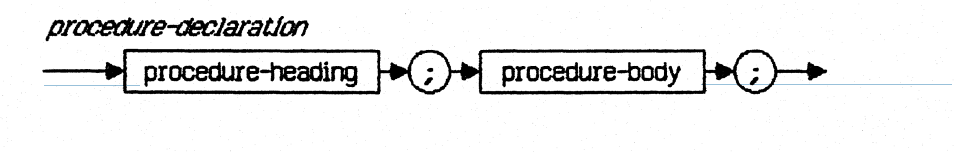 procedure-declaration
procedure-heading ; procedure-body ;